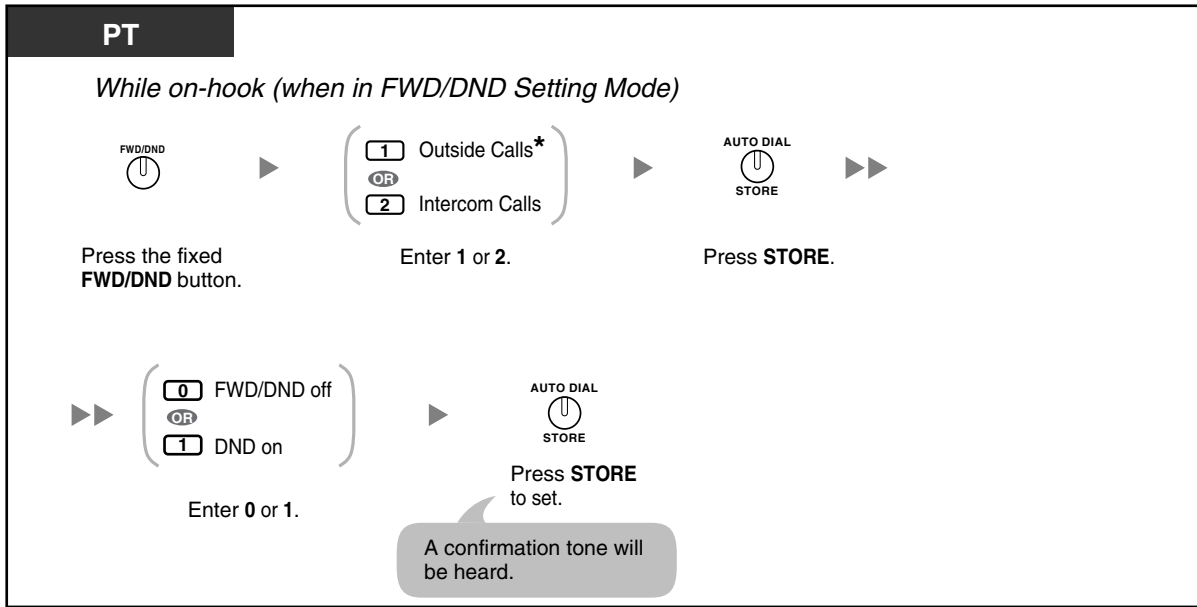 PT
While on-hook (when in FWD/DND Setting Mode)
FWD/DND
1 Outside Calls*
OR
2 Intercom Calls
AUTO DIAL
STORE
Press the fixed
FWD/DND button.
Enter 1 or 2.
Press STORE.
0 FWD/DND off
OR
1 DND on
AUTO DIAL
STORE
Enter 0 or 1.
Press STORE
to set.
A confirmation tone will
be heard.